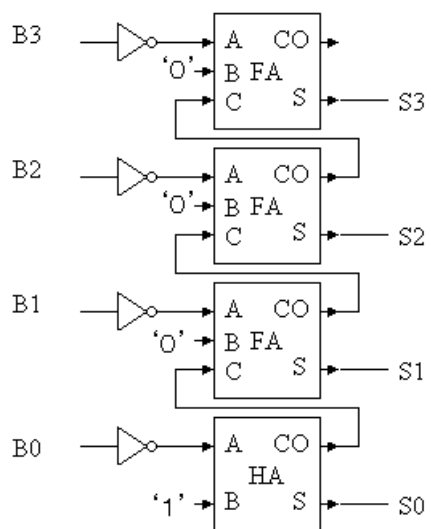 B3 A CO
'0' B FA
C S S3
B2 A CO
'0' B FA
C S S2
B1 A CO
'0' B FA
C S S1
B0 A CO
HA
'1' B S S0